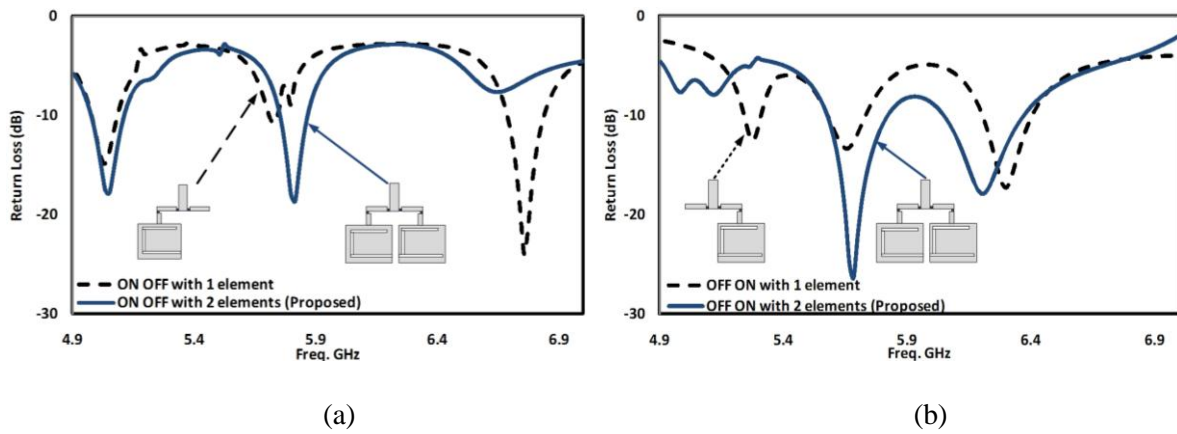 0
-10
-20
-30
Return Loss (dB)
ON OFF with 1 element
ON OFF with 2 elements (Proposed)
4.9 5.4 5.9 6.4 6.9
Freq. GHz
(a)
0
-10
-20
-30
Return Loss (dB)
OFF ON with 1 element
OFF ON with 2 elements (Proposed)
4.9 5.4 5.9 6.4 6.9
Freq. GHz
(b)